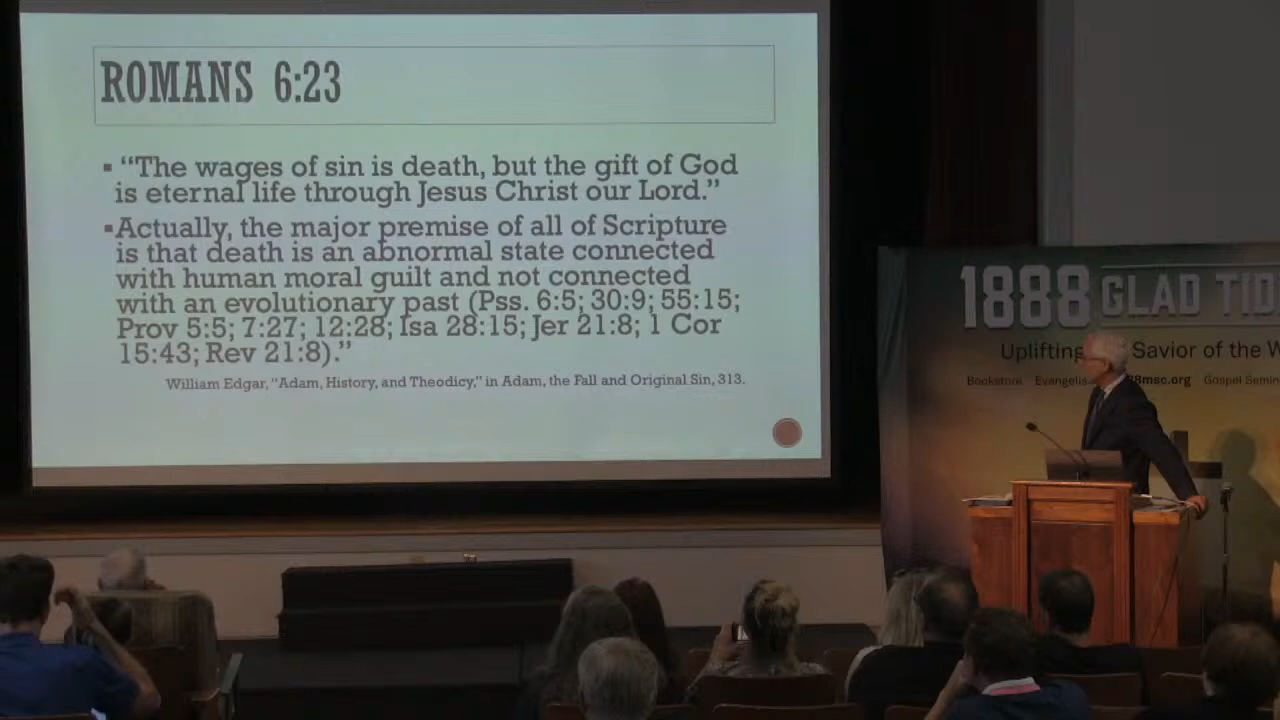 ROMANS 6:23
▪ “The wages of sin is death, but the gift of God
is eternal life through Jesus Christ our Lord.”
▪Actually, the major premise of all of Scripture
is that death is an abnormal state connected
with human moral guilt and not connected
with an evolutionary past (Pss. 6:5; 30:9; 55:15;
Prov 5:5; 7:27; 12:28; Isa 28:15; Jer 21:8; 1 Cor
15:43; Rev 21:8).”
William Edgar, “Adam, History, and Theodicy,” in Adam, the Fall and Original Sin, 313.
1888 GLAD TID
Uplifting Savior of the W
Bookstore Evangelis 8msc.org Gospel Semin